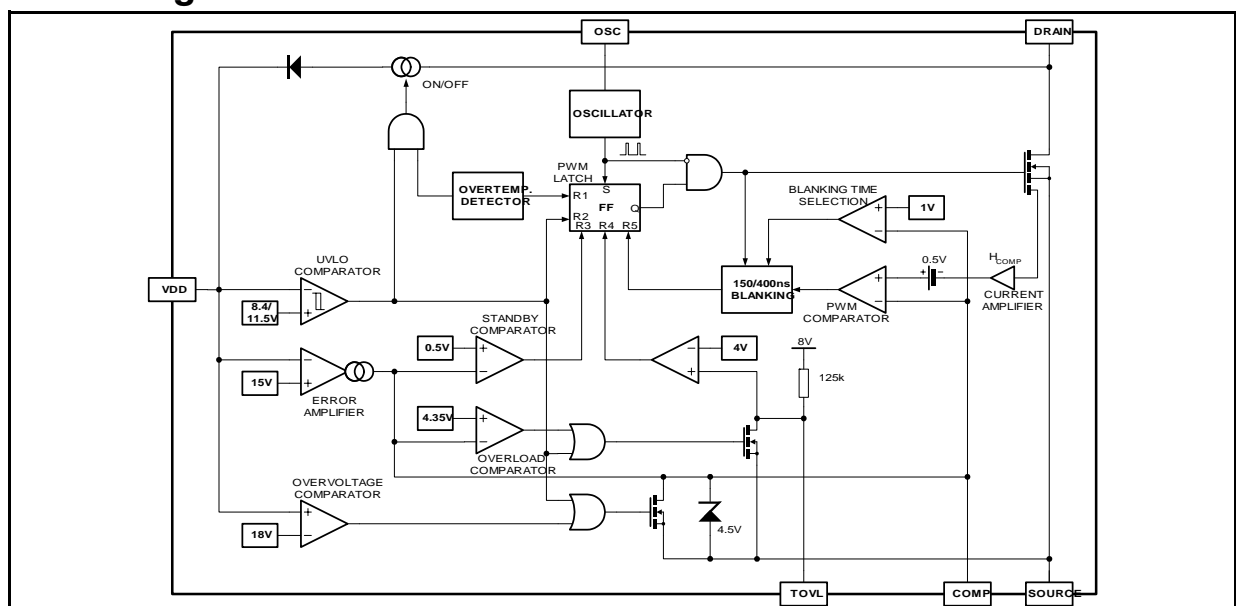 OSC
DRAIN
ON/OFF
OSCILLATOR
PWM
LATCH
OVERTEMP.
DETECTOR
R1
S
FF
Q
R2
R3 R4 R5
BLANKING TIME
SELECTION
+
−
1V
UVLO
COMPARATOR
VDD
−
+
8.4/
11.5V
150/400ns
BLANKING
+
−
PWM
COMPARATOR
0.5V
+ −
HCOMP
CURRENT
AMPLIFIER
STANDBY
COMPARATOR
0.5V
+
−
−
+
4V
8V
125k
−
+
15V
ERROR
AMPLIFIER
4.35V
+
−
OVERLOAD
COMPARATOR
OVERVOLTAGE
COMPARATOR
+
−
18V
4.5V
TOVL
COMP
SOURCE